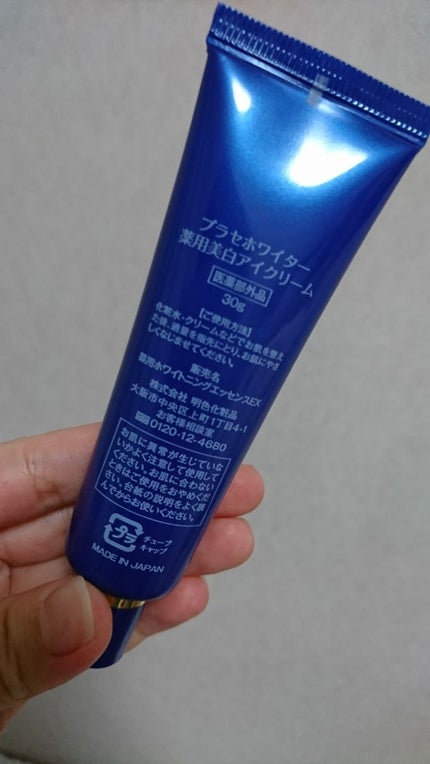 プラセホワイター
薬用美白アイクリーム
医薬部外品
30g
【ご使用方法】
化粧水・クリームなどでお肌を整え
た後、適量を指先にとり、お肌にやさ
しくなじませてください。
販売名
薬用ホワイトニングエッセンスEX
株式会社 明色化粧品
大阪市中央区上町1丁目4-1
お客様相談室
0120-12-4680
お肌に異常が生じていな
いかよく注意して使用して
ください。お肌に合わない
ときはご使用をおやめくだ
さい。台紙の説明をよく読
んでからお使いください。
プラ
チューブ
キャップ
MADE IN JAPAN